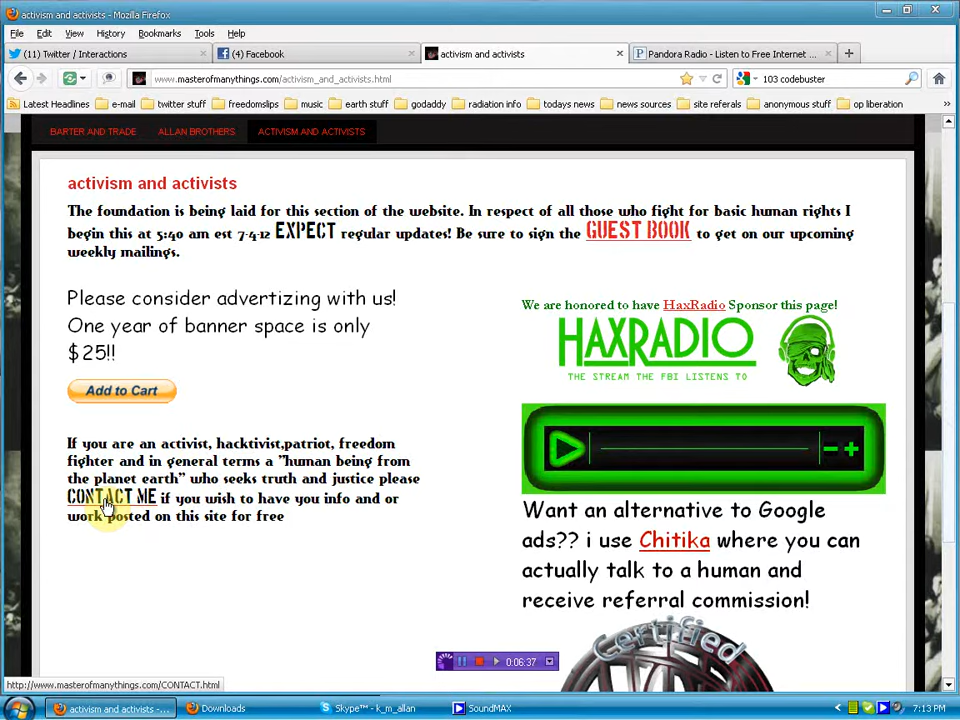 activism and activists - Mozilla Firefox
File Edit View History Bookmarks Tools Help
(11) Twitter / Interactions × (4) Facebook × activism and activists × Pandora Radio - Listen to Free Internet ... ×
www.masterofmanythings.com/activism_and_activists.html 103 codebuster
Latest Headlines e-mail twitter stuff freedomslips music earth stuff godaddy radiation info todays news news sources site referals anonymous stuff op liberation »
BARTER AND TRADE ALLAN BROTHERS ACTIVISM AND ACTIVISTS
activism and activists
The foundation is being laid for this section of the website. In respect of all those who fight for basic human rights I
begin this at 5:40 am est 7-4-12 EXPECT regular updates! Be sure to sign the GUEST BOOK to get on our upcoming
weekly mailings.
Please consider advertizing with us!
One year of banner space is only
$25!!
Add to Cart
If you are an activist, hacktivist,patriot, freedom
fighter and in general terms a "human being from
the planet earth" who seeks truth and justice please
CONTACT ME if you wish to have you info and or
work posted on this site for free
We are honored to have HaxRadio Sponsor this page!
HAXRADIO
THE STREAM THE FBI LISTENS TO
Want an alternative to Google
ads?? i use Chitika where you can
actually talk to a human and
receive referral commission!
Certified
0:06:37
http://www.masterofmanythings.com/CONTACT.html
activism and activists - ... Downloads Skype™ - k_m_allan SoundMAX 7:13 PM